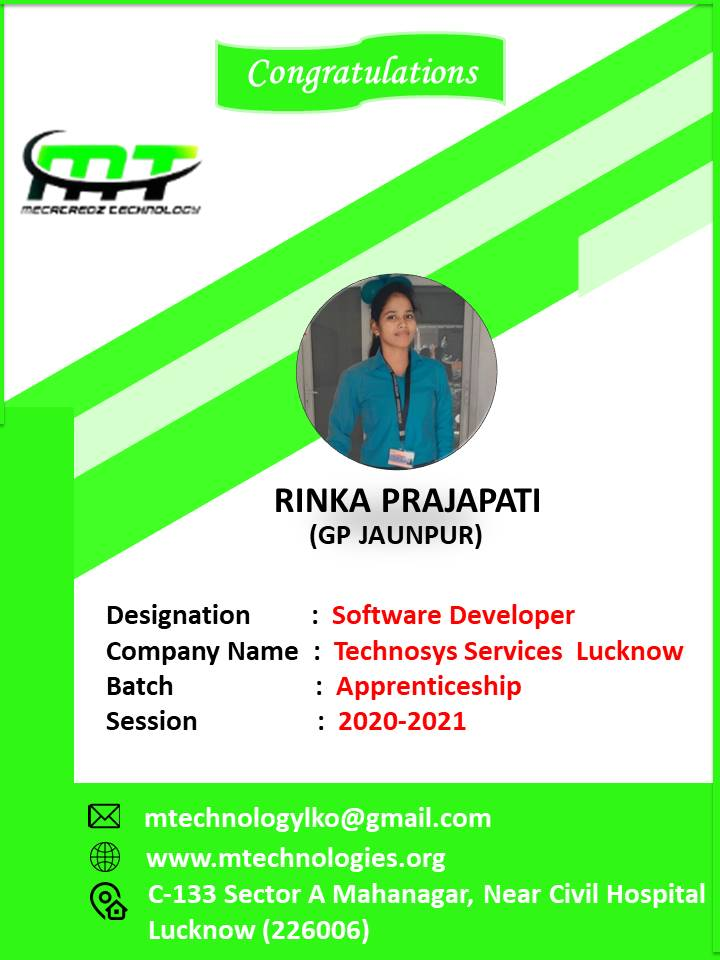 Congratulations
MT
MECACREDZ TECHNOLOGY
RINKA PRAJAPATI
(GP JAUNPUR)
Designation : Software Developer
Company Name : Technosys Services Lucknow
Batch : Apprenticeship
Session : 2020-2021
mtechnologylko@gmail.com
www.mtechnologies.org
C-133 Sector A Mahanagar, Near Civil Hospital
Lucknow (226006)